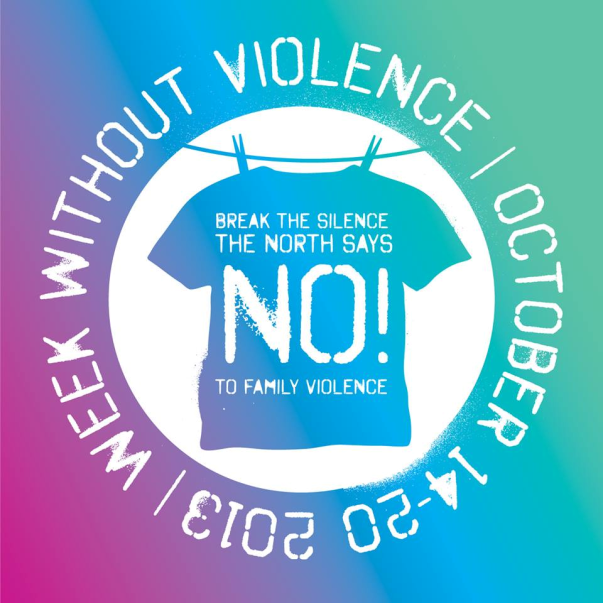 WEEK WITHOUT VIOLENCE | OCTOBER 14-20 2013 |
BREAK THE SILENCE
THE NORTH SAYS
NO!
TO FAMILY VIOLENCE